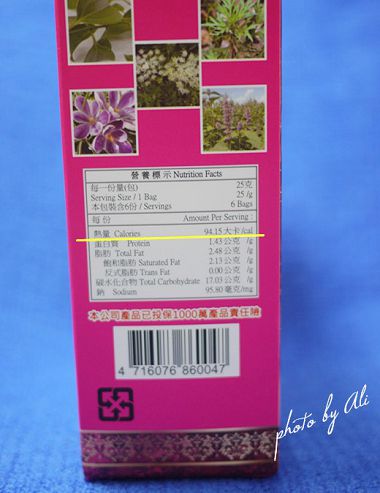 營養標示 Nutrition Facts
每一份量(包) 25克
Serving Size / 1 Bag 25 /g
本包裝含6份 / Servings 6 Bags
每 份 Amount Per Serving :
熱量 Calories 94.15 大卡/cal
蛋白質 Protein 1.43 公克 /g
脂肪 Total Fat 2.48 公克 /g
飽和脂肪 Saturated Fat 2.13 公克 /g
反式脂肪 Trans Fat 0.00 公克 /g
碳水化合物 Total Carbohydrate 17.03 公克 /g
鈉 Sodium 95.80 毫克/mg
本公司產品已投保1000萬產品責任險
4 716076 860047
photo by Ali